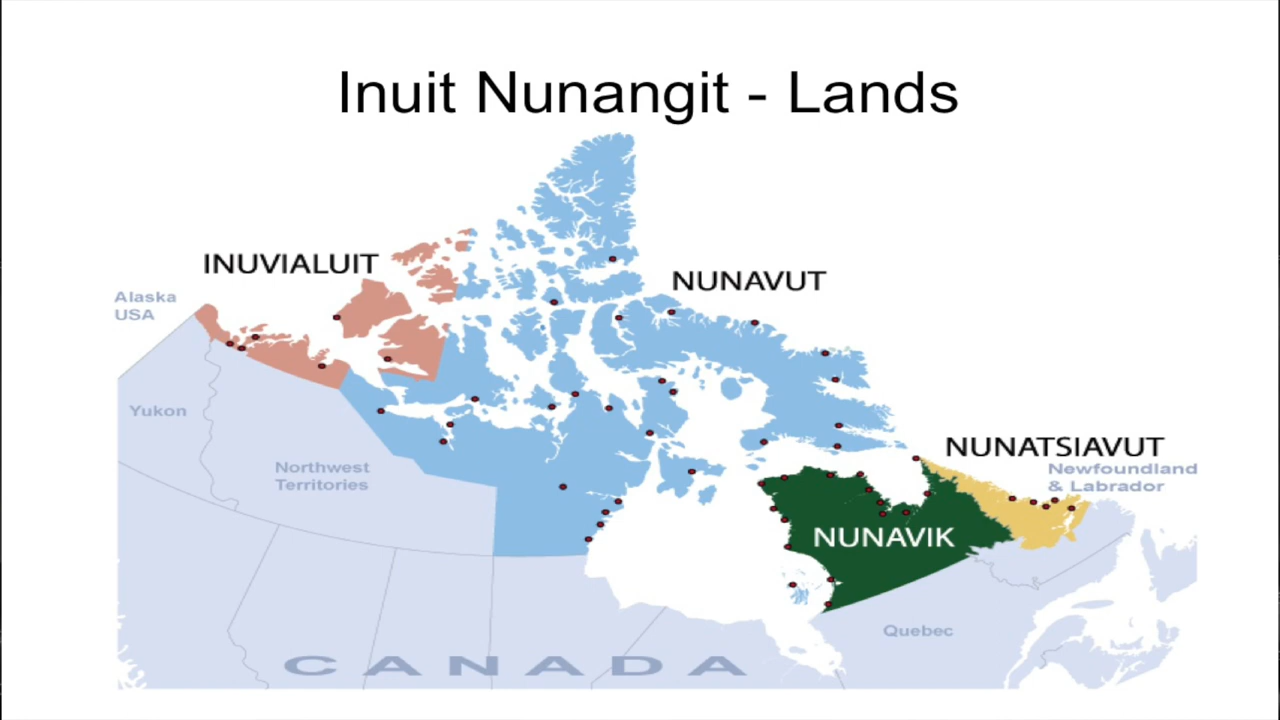 Inuit Nunangit - Lands
INUVIALUIT
NUNAVUT
Alaska
USA
Yukon
NUNATSIAVUT
Newfoundland
& Labrador
Northwest
Territories
NUNAVIK
Quebec
CANADA